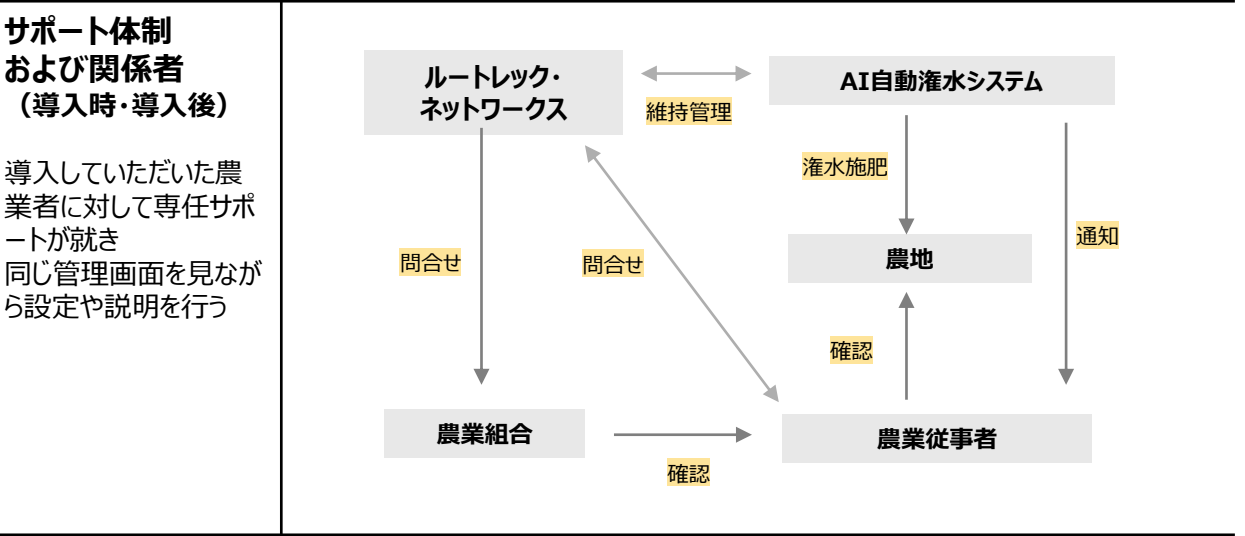 サポート体制
および関係者
（導入時・導入後）
導入していただいた農
業者に対して専任サポ
ートが就き
同じ管理画面を見なが
ら設定や説明を行う
ルートレック・
ネットワークス
維持管理
AI自動潅水システム
潅水施肥
通知
農地
問合せ
問合せ
確認
農業組合
確認
農業従事者